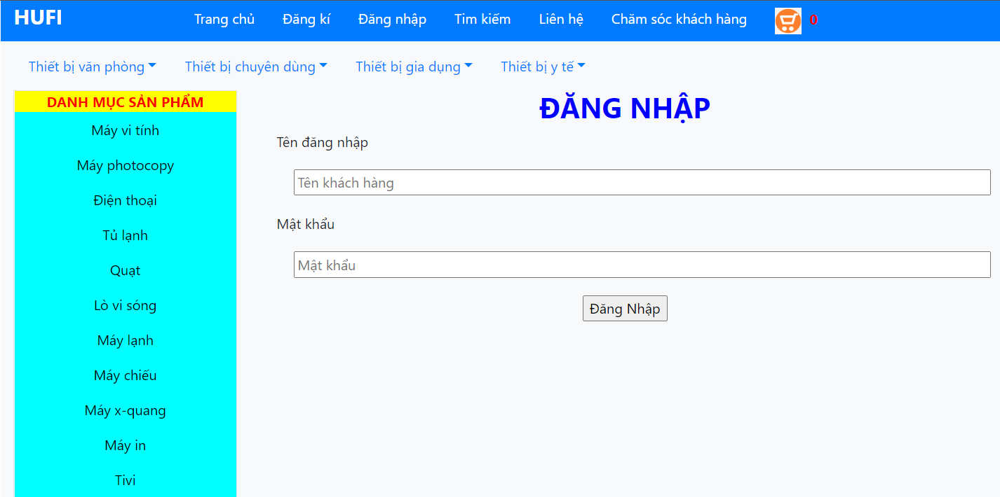 HUFI Trang chủ Đăng kí Đăng nhập Tim kiếm Liên hệ Chăm sóc khách hàng 0
Thiết bị văn phòng Thiết bị chuyên dùng Thiết bị gia dụng Thiết bị y tế
DANH MỤC SẢN PHẨM
Máy vi tính
Máy photocopy
Điện thoại
Tủ lạnh
Quạt
Lò vi sóng
Máy lạnh
Máy chiếu
Máy x-quang
Máy in
Tivi
ĐĂNG NHẬP
Tên đăng nhập
Tên khách hàng
Mật khẩu
Mật khẩu
Đăng Nhập